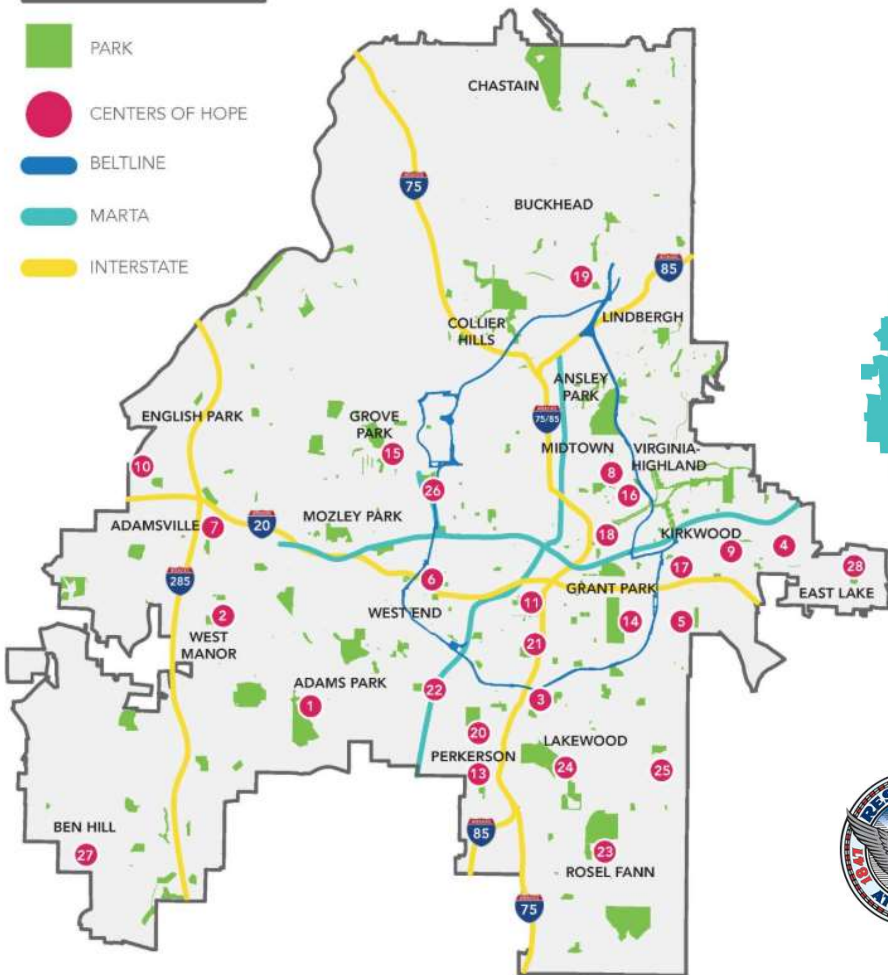 PARK
CENTERS OF HOPE
BELTLINE
MARTA
INTERSTATE
CHASTAIN
75
BUCKHEAD
19
85
COLLIER
HILLS
LINDBERGH
ANSLEY
PARK
75/85
ENGLISH PARK
GROVE
PARK
15
MIDTOWN
VIRGINIA-
HIGHLAND
10
8
16
26
ADAMSVILLE
7
20
MOZLEY PARK
18
KIRKWOOD
9
4
17
28
EAST LAKE
285
6
GRANT PARK
2
WEST
MANOR
WEST END
11
14
5
21
ADAMS PARK
1
22
3
20
PERKERSON
13
LAKEWOOD
24
25
BEN HILL
27
85
23
ROSEL FANN
75
1847